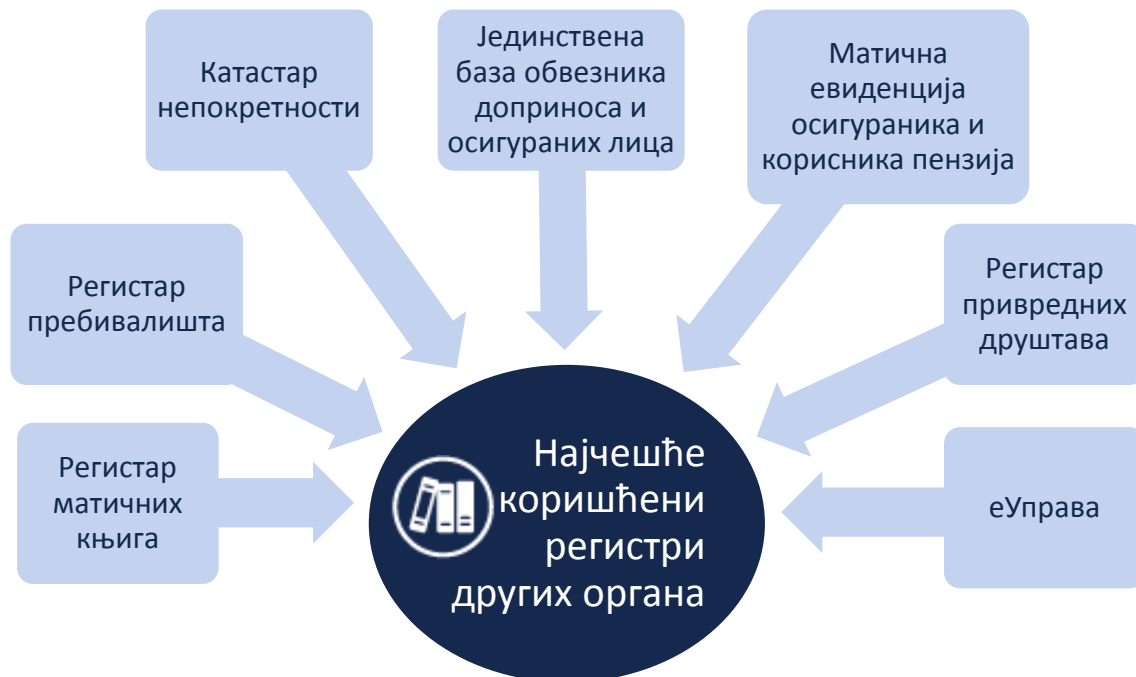 Регистар
матичних
књига
Регистар
пребивалишта
Катастар
непокретности
Јединствена
база обвезника
доприноса и
осигураних лица
Матична
евиденција
осигураника и
корисника пензија
Регистар
привредних
друштава
еУправа
Најчешће
коришћени
регистри
других органа